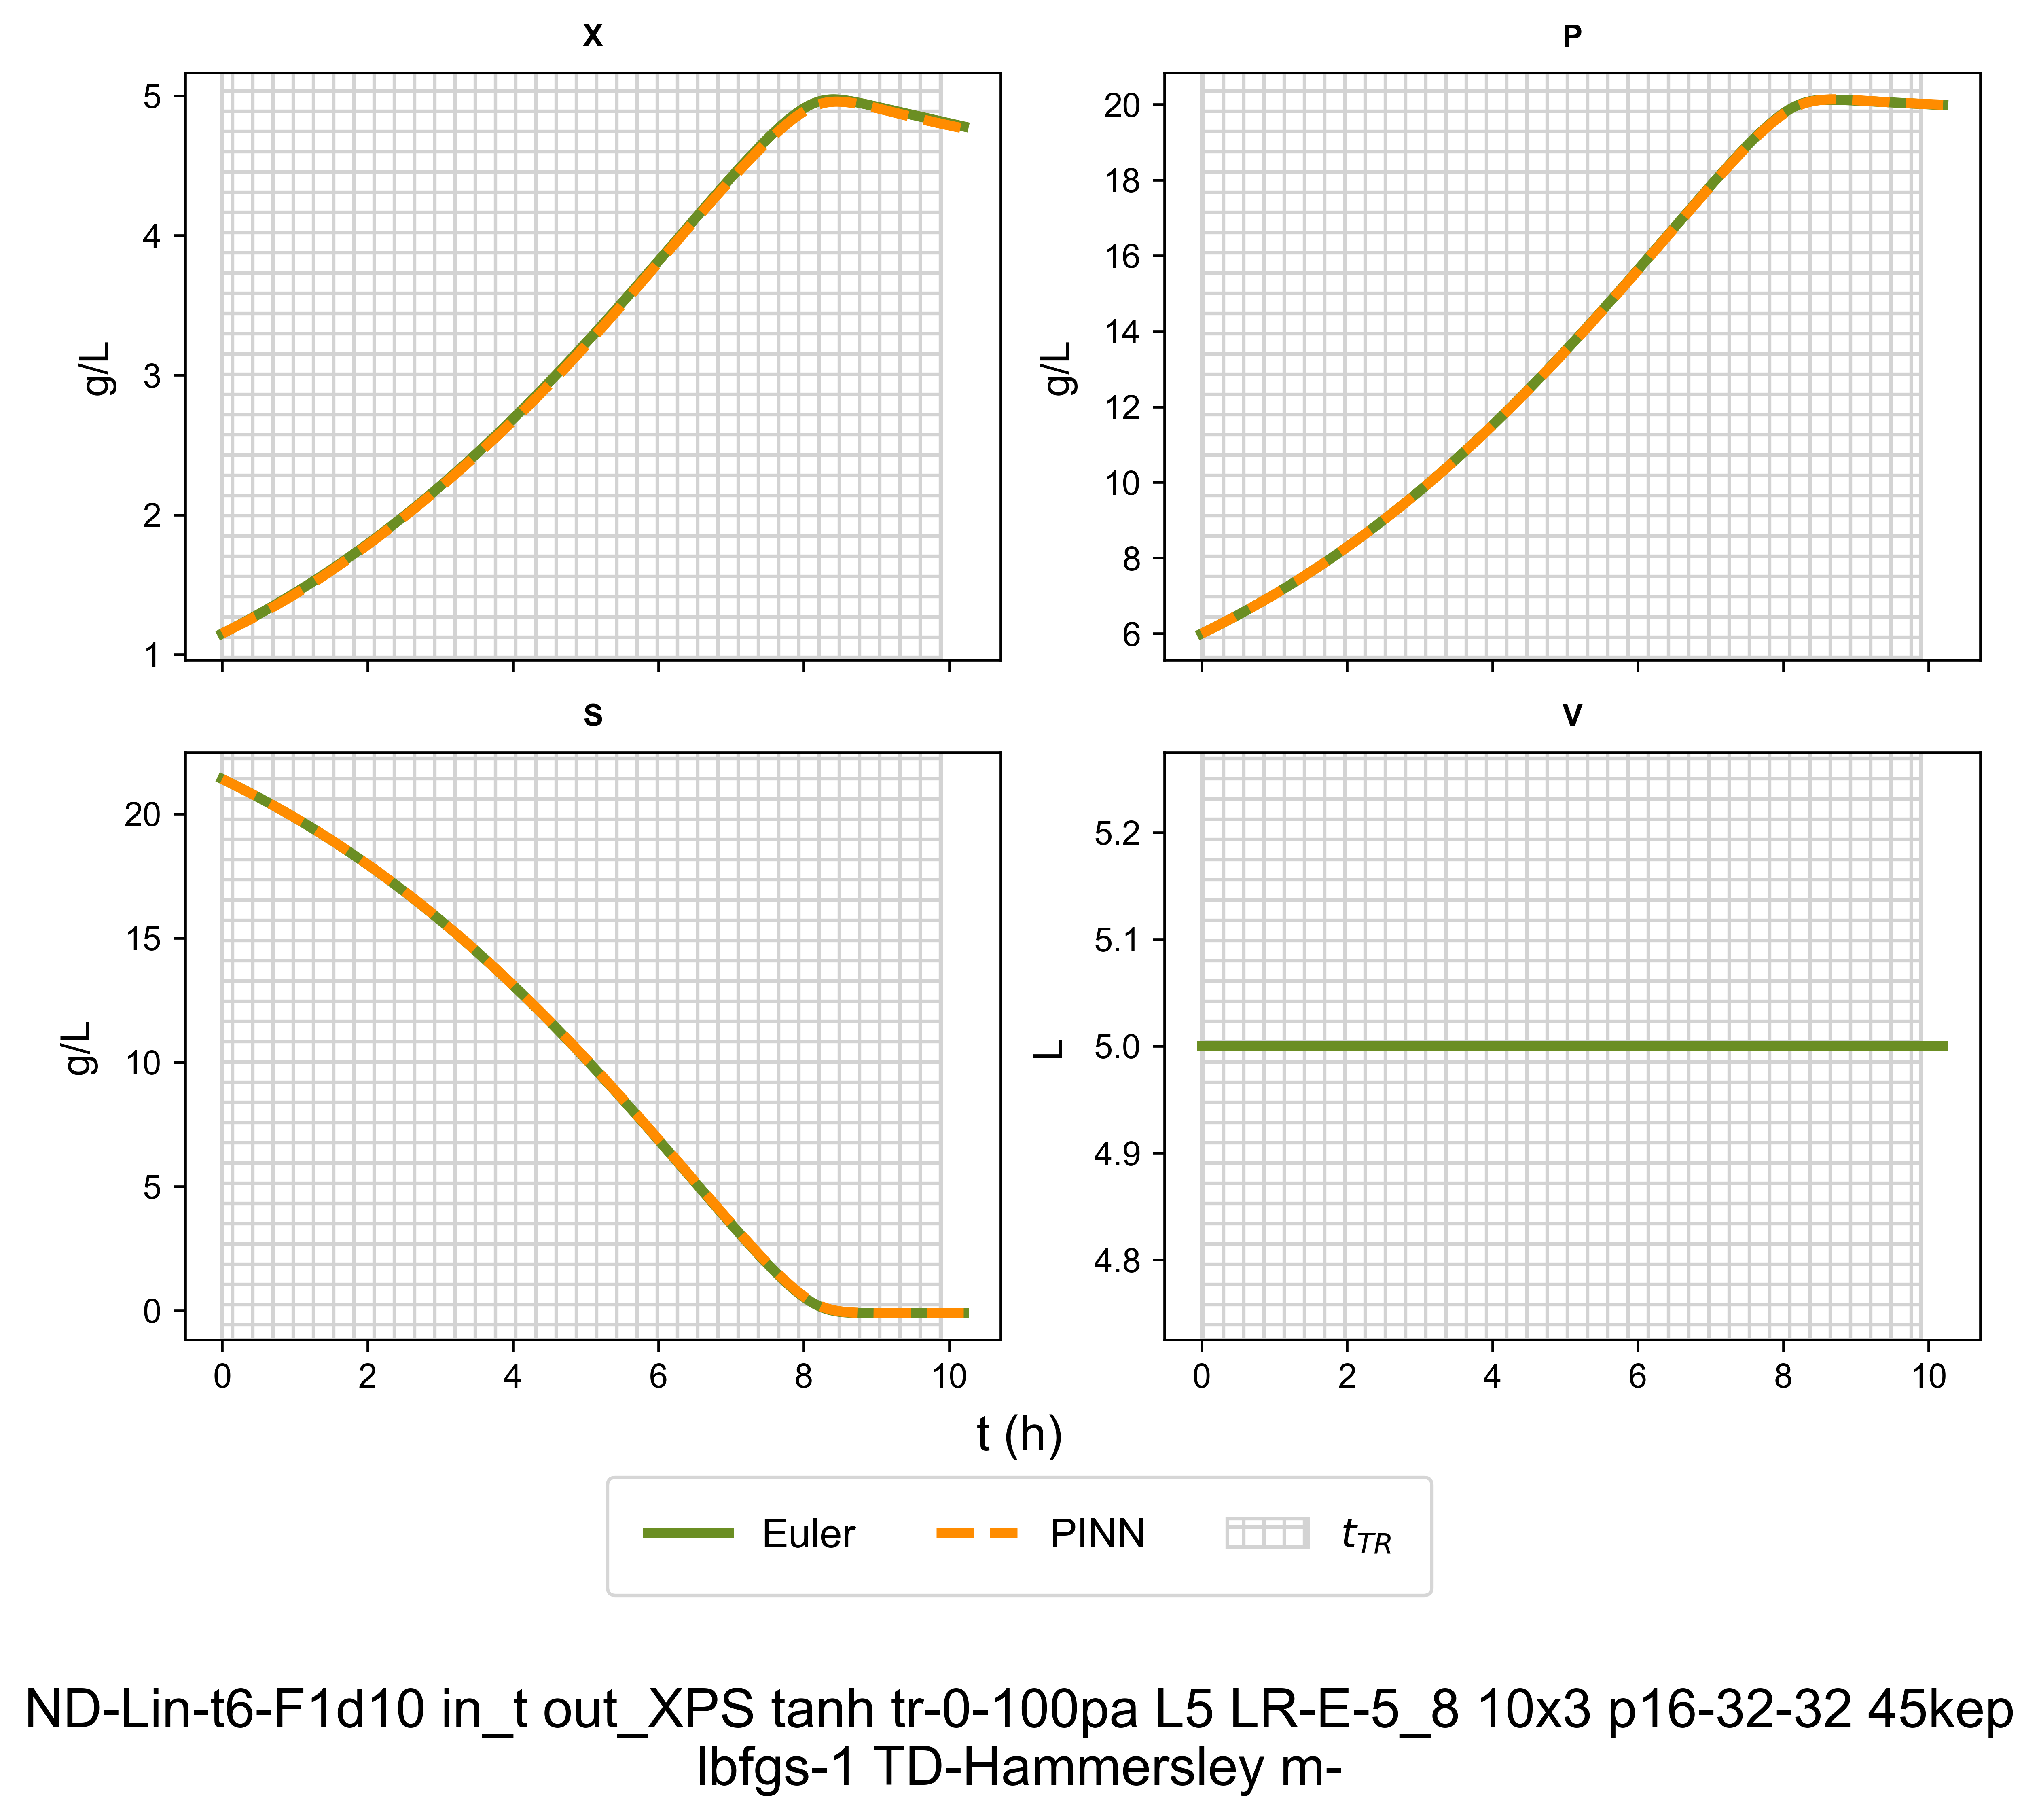 X
P
5
4
3
2
1
g/L
20
18
16
14
12
10
8
6
g/L
S
V
20
15
10
5
0
g/L
5.2
5.1
5.0
4.9
4.8
L
0 2 4 6 8 10
0 2 4 6 8 10
t (h)
Euler PINN t_TR
ND-Lin-t6-F1d10 in_t out_XPS tanh tr-0-100pa L5 LR-E-5_8 10x3 p16-32-32 45kep
lbfgs-1 TD-Hammersley m-